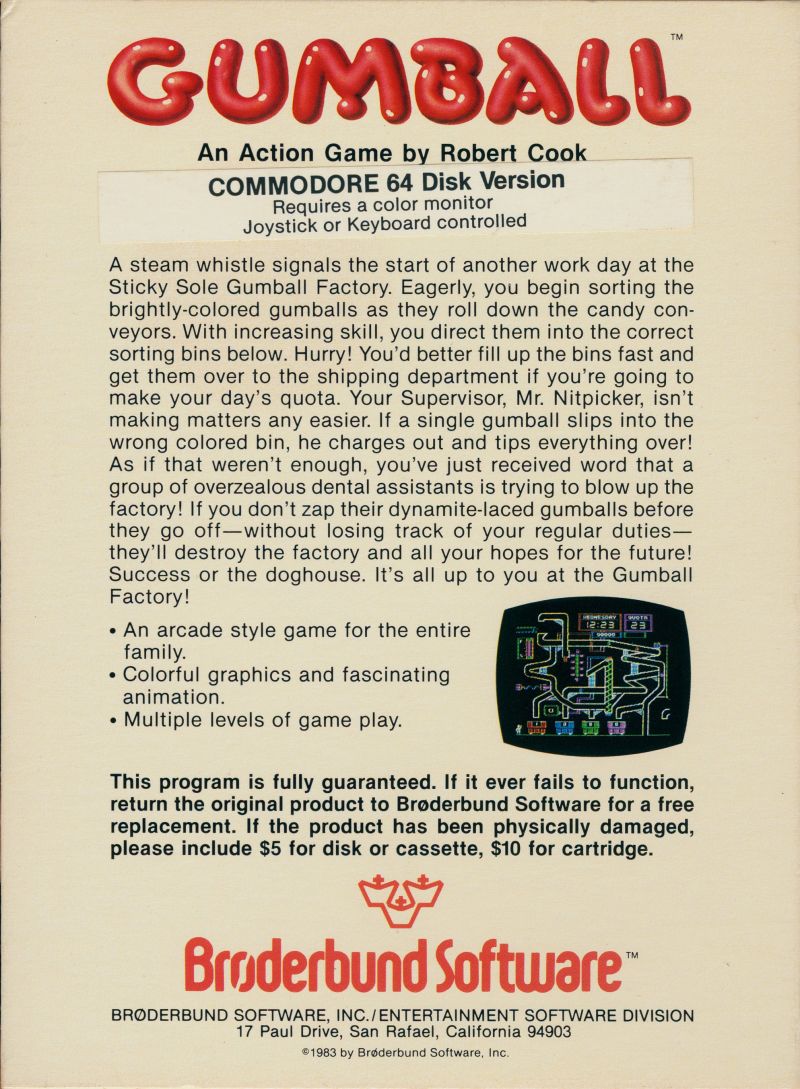 GUMBALL™
An Action Game by Robert Cook
COMMODORE 64 Disk Version
Requires a color monitor
Joystick or Keyboard controlled
A steam whistle signals the start of another work day at the
Sticky Sole Gumball Factory. Eagerly, you begin sorting the
brightly-colored gumballs as they roll down the candy con-
veyors. With increasing skill, you direct them into the correct
sorting bins below. Hurry! You'd better fill up the bins fast and
get them over to the shipping department if you're going to
make your day's quota. Your Supervisor, Mr. Nitpicker, isn't
making matters any easier. If a single gumball slips into the
wrong colored bin, he charges out and tips everything over!
As if that weren't enough, you've just received word that a
group of overzealous dental assistants is trying to blow up the
factory! If you don't zap their dynamite-laced gumballs before
they go off—without losing track of your regular duties—
they'll destroy the factory and all your hopes for the future!
Success or the doghouse. It's all up to you at the Gumball
Factory!
• An arcade style game for the entire
family.
• Colorful graphics and fascinating
animation.
• Multiple levels of game play.
WEDNESDAY QUOTA
12:23 23
This program is fully guaranteed. If it ever fails to function,
return the original product to Brøderbund Software for a free
replacement. If the product has been physically damaged,
please include $5 for disk or cassette, $10 for cartridge.
Brøderbund Software™
BRØDERBUND SOFTWARE, INC./ENTERTAINMENT SOFTWARE DIVISION
17 Paul Drive, San Rafael, California 94903
©1983 by Brøderbund Software, Inc.